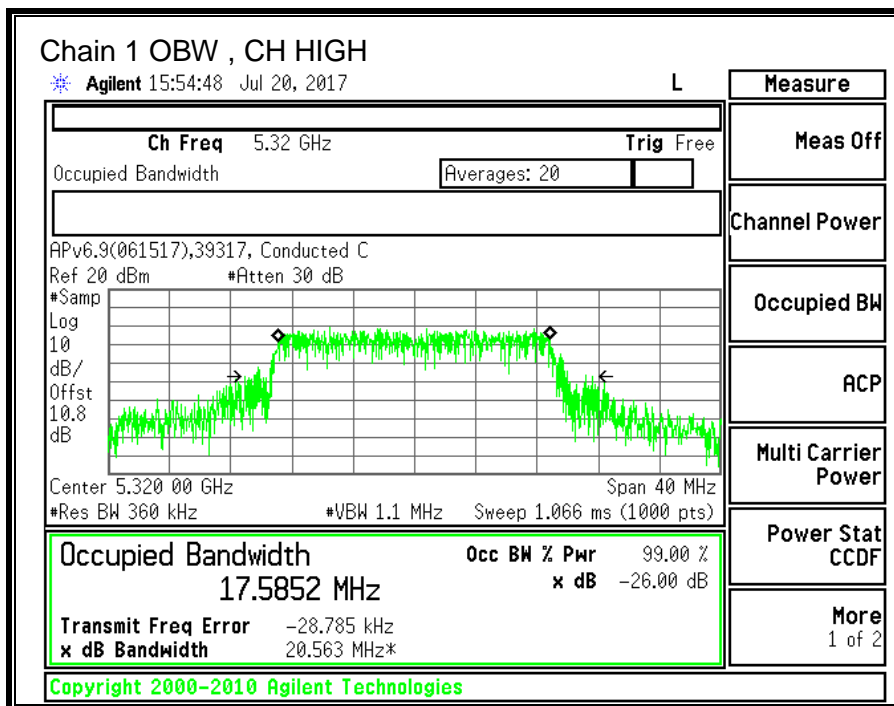 Chain 1 OBW , CH HIGH
Agilent 15:54:48 Jul 20, 2017 L
Measure
Ch Freq 5.32 GHz Trig Free
Occupied Bandwidth Averages: 20
APv6.9(061517),39317, Conducted C
Ref 20 dBm #Atten 30 dB
#Samp
Log
10
dB/
Offst
10.8
dB
Center 5.320 00 GHz Span 40 MHz
#Res BW 360 kHz #VBW 1.1 MHz Sweep 1.066 ms (1000 pts)
Occupied Bandwidth
17.5852 MHz
Occ BW % Pwr 99.00 %
x dB -26.00 dB
Transmit Freq Error -28.785 kHz
x dB Bandwidth 20.563 MHz*
Meas Off
Channel Power
Occupied BW
ACP
Multi Carrier
Power
Power Stat
CCDF
More
1 of 2
Copyright 2000-2010 Agilent Technologies